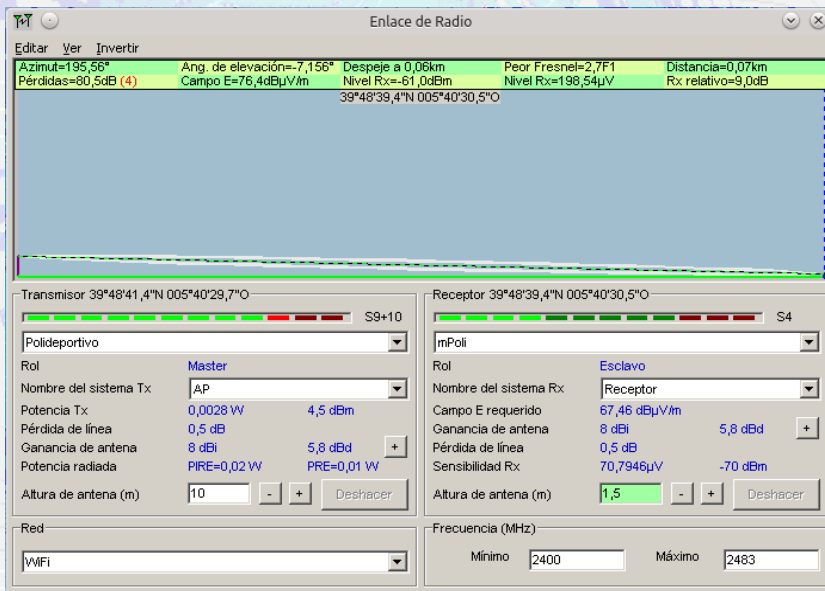 Enlace de Radio
Editar Ver Invertir
Azimut=195,56° Ang. de elevación=-7,156° Despeje a 0,06km Peor Fresnel=2,7F1 Distancia=0,07km
Pérdidas=80,5dB (4) Campo E=76,4dBµV/m Nivel Rx=-61,0dBm Nivel Rx=198,54µV Rx relativo=9,0dB
39°48'39,4"N 005°40'30,5"O
Transmisor 39°48'41,4"N 005°40'29,7"O
S9+10
Polideportivo
Rol Master
Nombre del sistema Tx AP
Potencia Tx 0,0028 W 4,5 dBm
Pérdida de línea 0,5 dB
Ganancia de antena 8 dBi 5,8 dBd +
Potencia radiada PIRE=0,02 W PRE=0,01 W
Altura de antena (m) 10 - + Deshacer
Receptor 39°48'39,4"N 005°40'30,5"O
S4
mPoli
Rol Esclavo
Nombre del sistema Rx Receptor
Campo E requerido 67,46 dBµV/m
Ganancia de antena 8 dBi 5,8 dBd +
Pérdida de línea 0,5 dB
Sensibilidad Rx 70,7946µV -70 dBm
Altura de antena (m) 1,5 - + Deshacer
Red
WiFi
Frecuencia (MHz)
Mínimo 2400 Máximo 2483